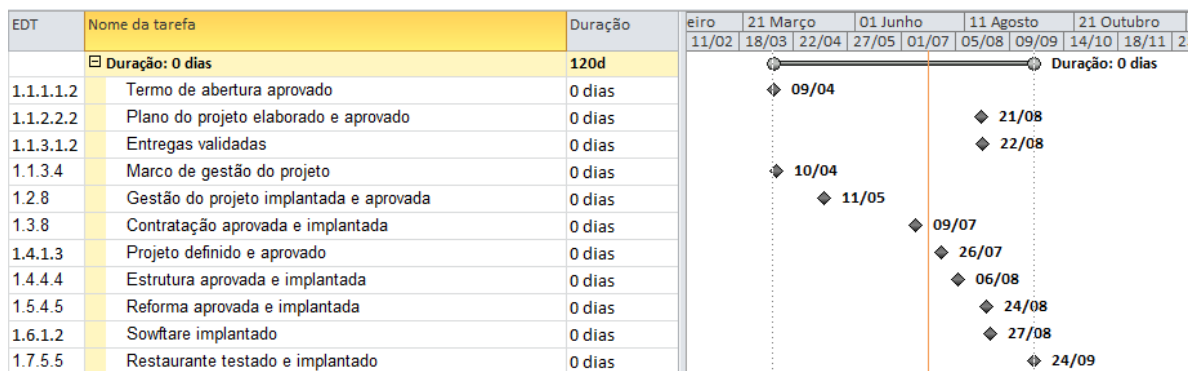 EDT Nome da tarefa Duração eiro 21 Março 01 Junho 11 Agosto 21 Outubro
11/02 18/03 22/04 27/05 01/07 05/08 09/09 14/10 18/11 2
Duração: 0 dias 120d Duração: 0 dias
1.1.1.1.2 Termo de abertura aprovado 0 dias 09/04
1.1.2.2.2 Plano do projeto elaborado e aprovado 0 dias 21/08
1.1.3.1.2 Entregas validadas 0 dias 22/08
1.1.3.4 Marco de gestão do projeto 0 dias 10/04
1.2.8 Gestão do projeto implantada e aprovada 0 dias 11/05
1.3.8 Contratação aprovada e implantada 0 dias 09/07
1.4.1.3 Projeto definido e aprovado 0 dias 26/07
1.4.4.4 Estrutura aprovada e implantada 0 dias 06/08
1.5.4.5 Reforma aprovada e implantada 0 dias 24/08
1.6.1.2 Sowftare implantado 0 dias 27/08
1.7.5.5 Restaurante testado e implantado 0 dias 24/09